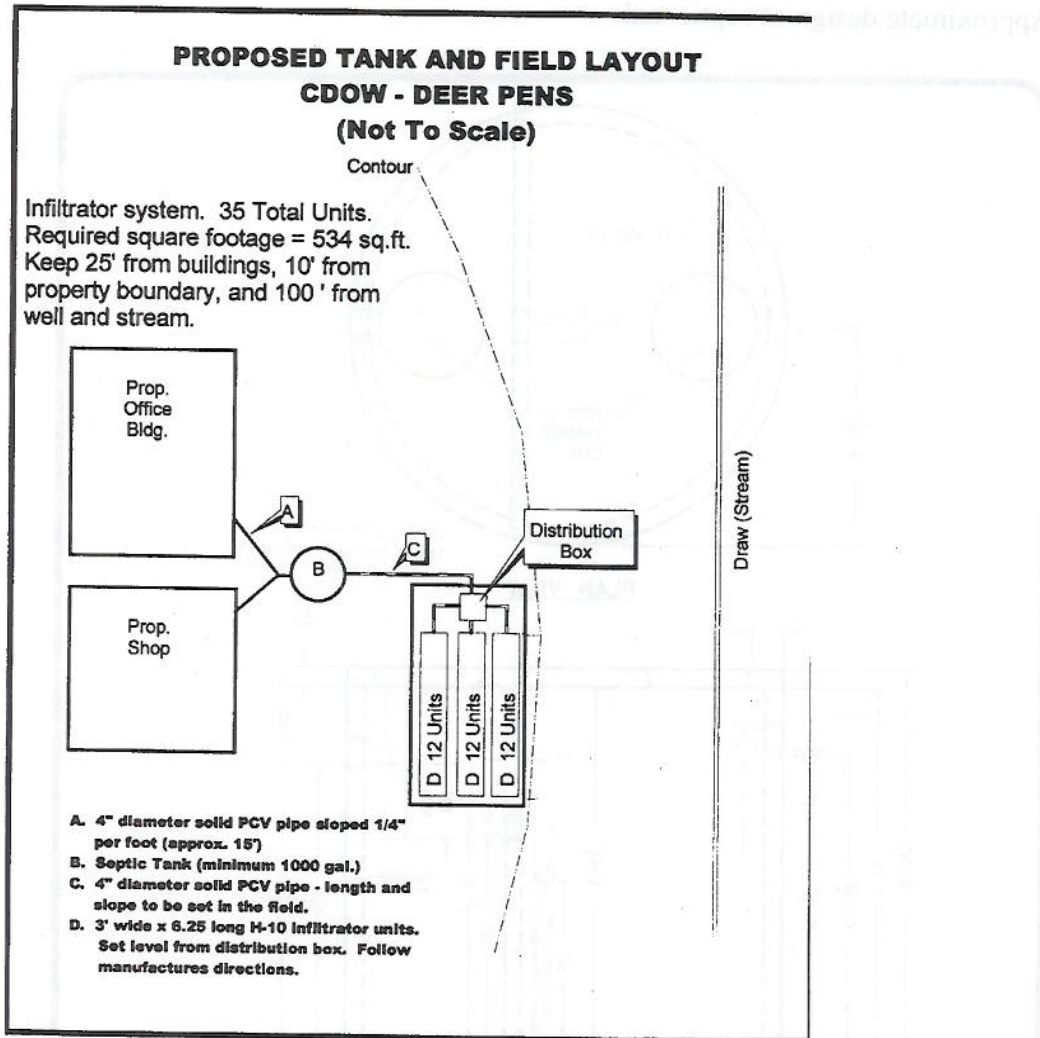 Approximate design
PROPOSED TANK AND FIELD LAYOUT
CDOW - DEER PENS
(Not To Scale)
Contour
Infiltrator system. 35 Total Units.
Required square footage = 534 sq.ft.
Keep 25' from buildings, 10' from
property boundary, and 100 ' from
well and stream.
Prop.
Office
Bldg.
A
B
C
Distribution
Box
Draw (Stream)
PLAN
Prop.
Shop
D 12 Units
D 12 Units
D 12 Units
A. 4" diameter solid PCV pipe sloped 1/4"
per foot (approx. 15')
B. Septic Tank (minimum 1000 gal.)
C. 4" diameter solid PCV pipe - length and
slope to be set in the field.
D. 3' wide x 6.25 long H-10 Infiltrator units.
Set level from distribution box. Follow
manufactures directions.